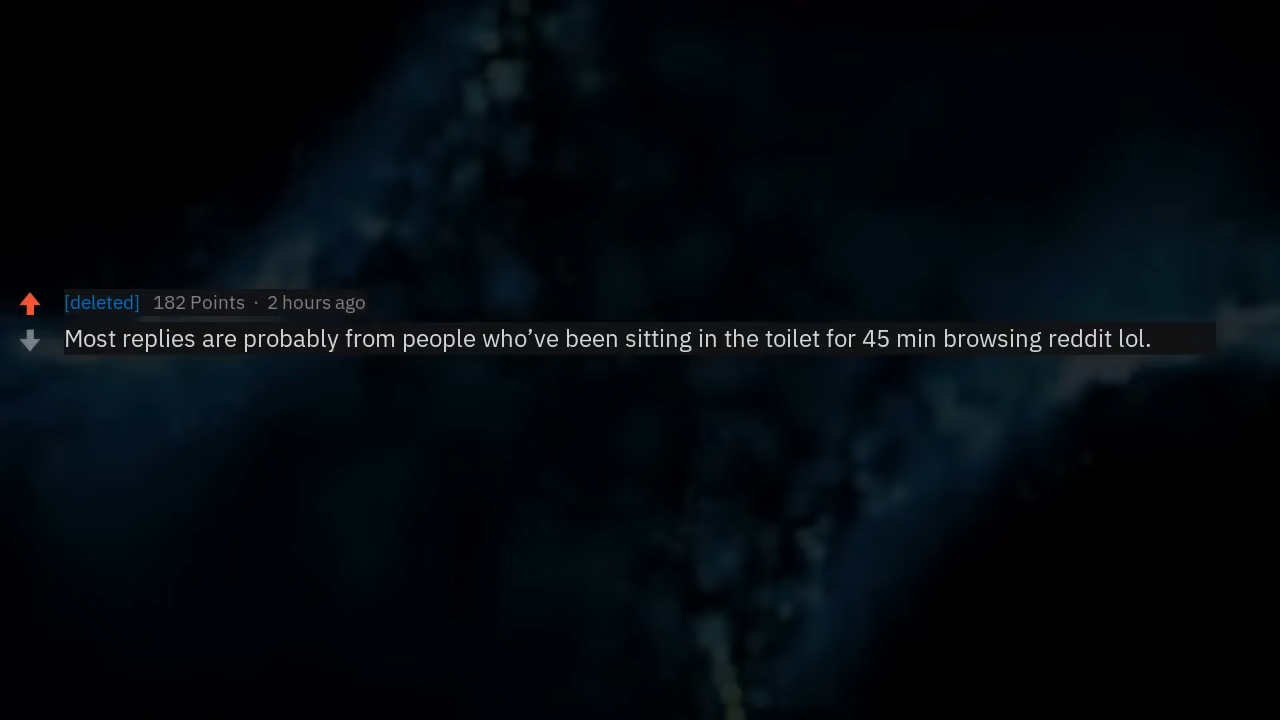 [deleted] 182 Points · 2 hours ago
Most replies are probably from people who’ve been sitting in the toilet for 45 min browsing reddit lol.